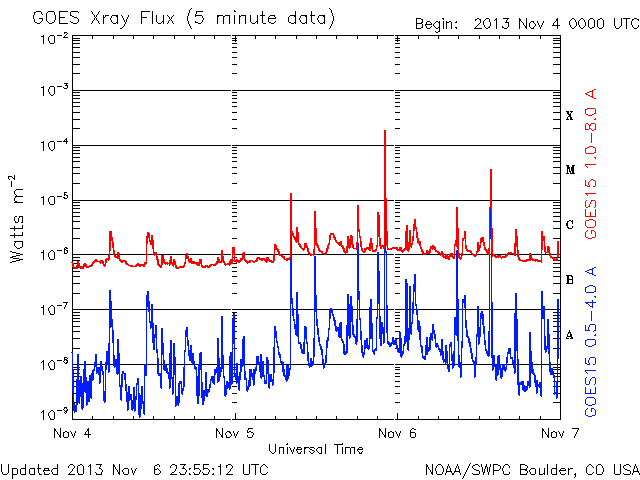 GOES Xray Flux (5 minute data)
Begin: 2013 Nov 4 0000 UTC
10-2
10-3
10-4
10-5
10-6
10-7
10-8
10-9
Watts m-2
X
M
C
B
A
GOES15 1.0-8.0 A
GOES15 0.5-4.0 A
Nov 4
Nov 5
Nov 6
Nov 7
Universal Time
Updated 2013 Nov 6 23:55:12 UTC
NOAA/SWPC Boulder, CO USA